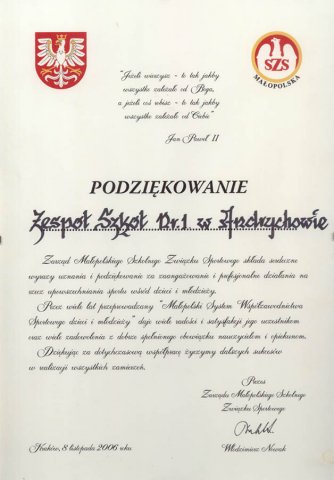 SZS
MAŁOPOLSKA
"Jeżeli wierzysz - to tak jakby
wszystko zależało od Boga,
a jeżeli coś robisz - to tak jakby
wszystko zależało od Ciebie"
Jan Paweł II
PODZIĘKOWANIE
Zespół Szkół Nr.1 w Andrychowie
Zarząd Małopolskiego Szkolnego Związku Sportowego składa serdeczne
wyrazy uznania i podziękowanie za zaangażowanie i profesjonalne działania na
rzecz upowszechniania sportu wśród dzieci i młodzieży.
Przez wiele lat przeprowadzany "Małopolski System Współzawodnictwa
Sportowego dzieci i młodzieży" daje wiele radości i satysfakcji jego uczestnikom
oraz wiele zadowolenia z dobrze spełnionego obowiązku nauczycielom i opiekunom.
Dziękując za dotychczasową współpracę życzymy dalszych sukcesów
w realizacji wszystkich zamierzeń.
Prezes
Zarządu Małopolskiego Szkolnego
Związku Sportowego
Kraków, 8 listopada 2006 roku
Włodzimierz Nowak